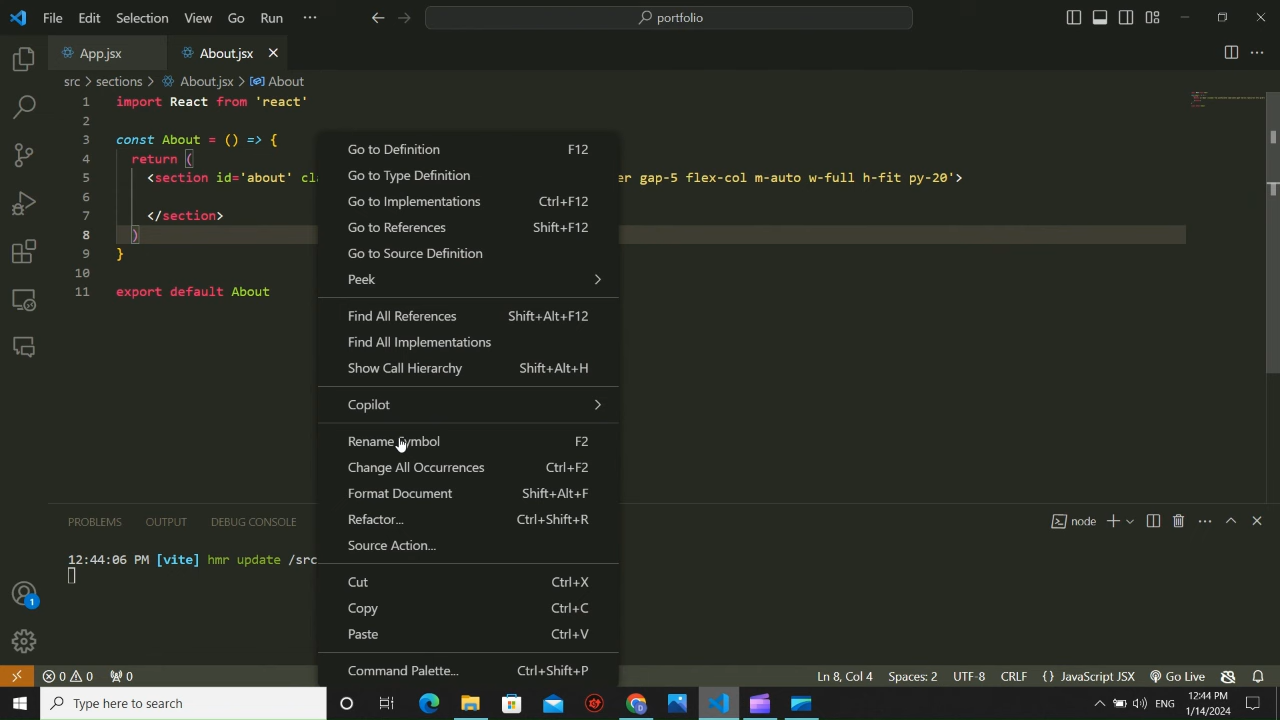 File Edit Selection View Go Run ··· portfolio
App.jsx About.jsx
src > sections > About.jsx > About
1 import React from 'react'
2
3 const About = () => {
4 return (
5 <section id='about' cl er gap-5 flex-col m-auto w-full h-fit py-20'>
6
7 </section>
8 )
9 }
10
11 export default About
Go to Definition F12
Go to Type Definition
Go to Implementations Ctrl+F12
Go to References Shift+F12
Go to Source Definition
Peek
Find All References Shift+Alt+F12
Find All Implementations
Show Call Hierarchy Shift+Alt+H
Copilot
Rename Symbol F2
Change All Occurrences Ctrl+F2
Format Document Shift+Alt+F
Refactor... Ctrl+Shift+R
Source Action...
Cut Ctrl+X
Copy Ctrl+C
Paste Ctrl+V
Command Palette... Ctrl+Shift+P
PROBLEMS OUTPUT DEBUG CONSOLE node
12:44:06 PM [vite] hmr update /src
1
0 0 0 Ln 8, Col 4 Spaces: 2 UTF-8 CRLF {} JavaScript JSX Go Live
Type here to search ENG 12:44 PM
1/14/2024